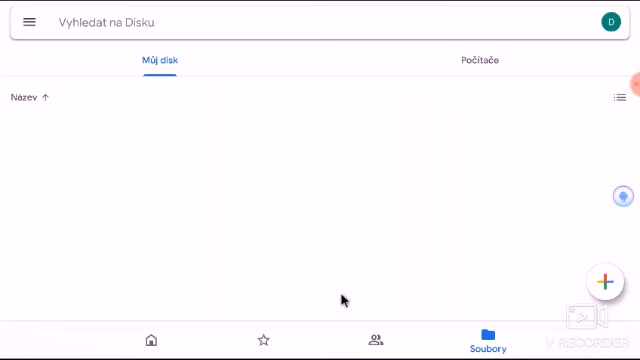 Vyhledat na Disku
D
Můj disk
Počítače
Název
Soubory
V RECORDER